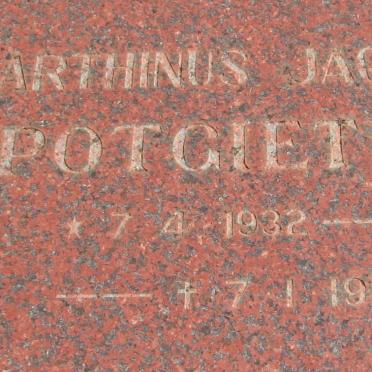 ARTHINUS JAC
POTGIET
* 7 4 1932 —
— † 7 1 19